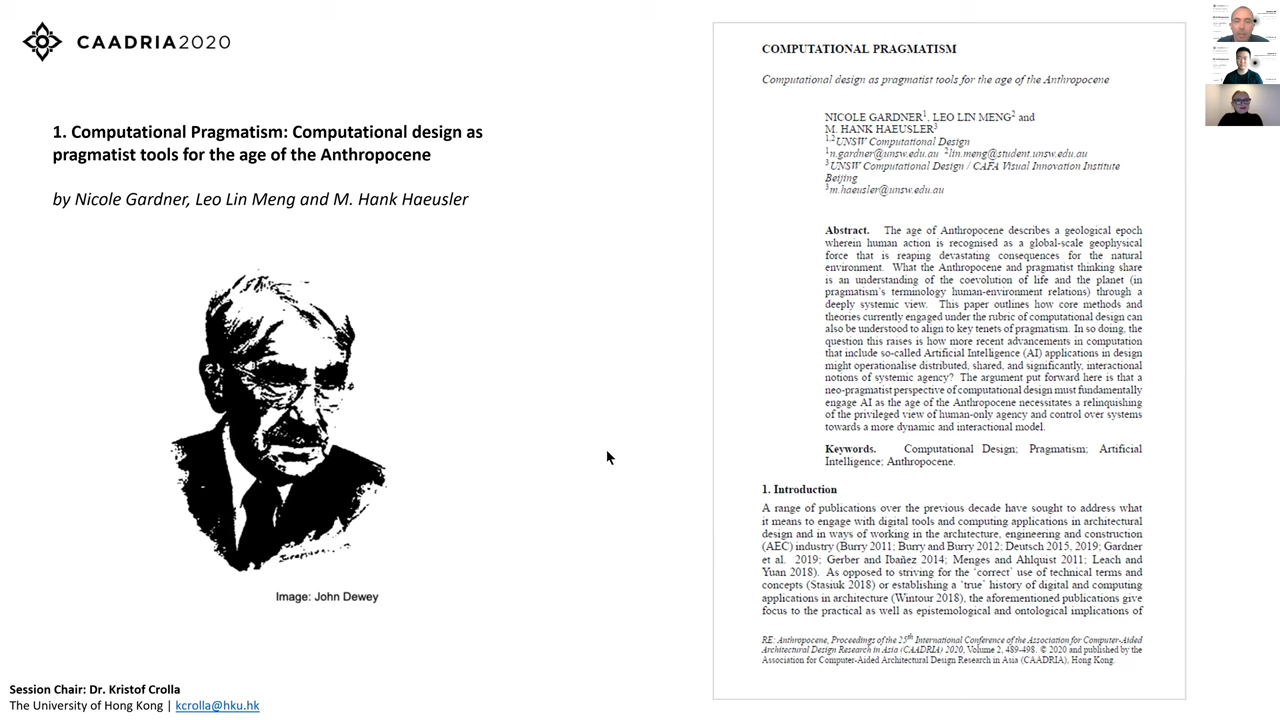 CAADRIA2020
1. Computational Pragmatism: Computational design as
pragmatist tools for the age of the Anthropocene
by Nicole Gardner, Leo Lin Meng and M. Hank Haeusler
Image: John Dewey
Session Chair: Dr. Kristof Crolla
The University of Hong Kong | kcrolla@hku.hk
COMPUTATIONAL PRAGMATISM
Computational design as pragmatist tools for the age of the Anthropocene
NICOLE GARDNER1, LEO LIN MENG2 and
M. HANK HAEUSLER3
1,2UNSW Computational Design
1n.gardner@unsw.edu.au 2lin.meng@student.unsw.edu.au
3UNSW Computational Design / CAFA Visual Innovation Institute
Beijing
3m.haeusler@unsw.edu.au
Abstract. The age of Anthropocene describes a geological epoch
wherein human action is recognised as a global-scale geophysical
force that is reaping devastating consequences for the natural
environment. What the Anthropocene and pragmatist thinking share
is an understanding of the coevolution of life and the planet (in
pragmatism's terminology human-environment relations) through a
deeply systemic view. This paper outlines how core methods and
theories currently engaged under the rubric of computational design can
also be understood to align to key tenets of pragmatism. In so doing, the
question this raises is how more recent advancements in computation
that include so-called Artificial Intelligence (AI) applications in design
might operationalise distributed, shared, and significantly, interactional
notions of systemic agency? The argument put forward here is that a
neo-pragmatist perspective of computational design must fundamentally
engage AI as the age of the Anthropocene necessitates a relinquishing
of the privileged view of human-only agency and control over systems
towards a more dynamic and interactional model.
Keywords. Computational Design; Pragmatism; Artificial
Intelligence; Anthropocene.
1. Introduction
A range of publications over the previous decade have sought to address what
it means to engage with digital tools and computing applications in architectural
design and in ways of working in the architecture, engineering and construction
(AEC) industry (Burry 2011; Burry and Burry 2012; Deutsch 2015, 2019; Gardner
et al. 2019; Gerber and Ibañez 2014; Menges and Ahlquist 2011; Leach and
Yuan 2018). As opposed to striving for the 'correct' use of technical terms and
concepts (Stasiuk 2018) or establishing a 'true' history of digital and computing
applications in architecture (Wintour 2018), the aforementioned publications give
focus to the practical as well as epistemological and ontological implications of
RE: Anthropocene, Proceedings of the 25th International Conference of the Association for Computer-Aided
Architectural Design Research in Asia (CAADRIA) 2020, Volume 2, 489-498. © 2020 and published by the
Association for Computer-Aided Architectural Design Research in Asia (CAADRIA), Hong Kong.